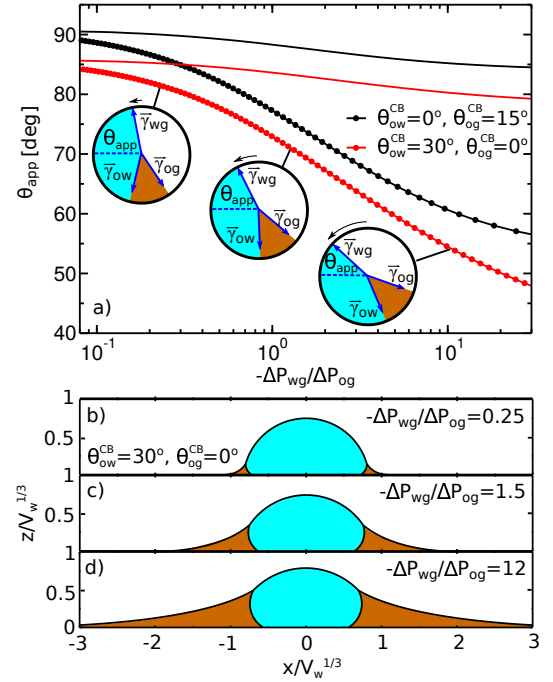 90
80
70
60
50
40
θapp [deg]
θow^CB=0°, θog^CB=15°
θow^CB=30°, θog^CB=0°
γ̅wg
θapp
γ̅og
γ̅ow
γ̅wg
θapp
γ̅og
γ̅ow
γ̅wg
θapp
γ̅og
γ̅ow
a)
10^-1 10^0 10^1
-ΔPwg/ΔPog
1
0.5
b)
-ΔPwg/ΔPog=0.25
θow^CB=30°, θog^CB=0°
1
0.5
c)
-ΔPwg/ΔPog=1.5
1
0.5
0
d)
-ΔPwg/ΔPog=12
z/Vw^1/3
-3 -2 -1 0 1 2 3
x/Vw^1/3